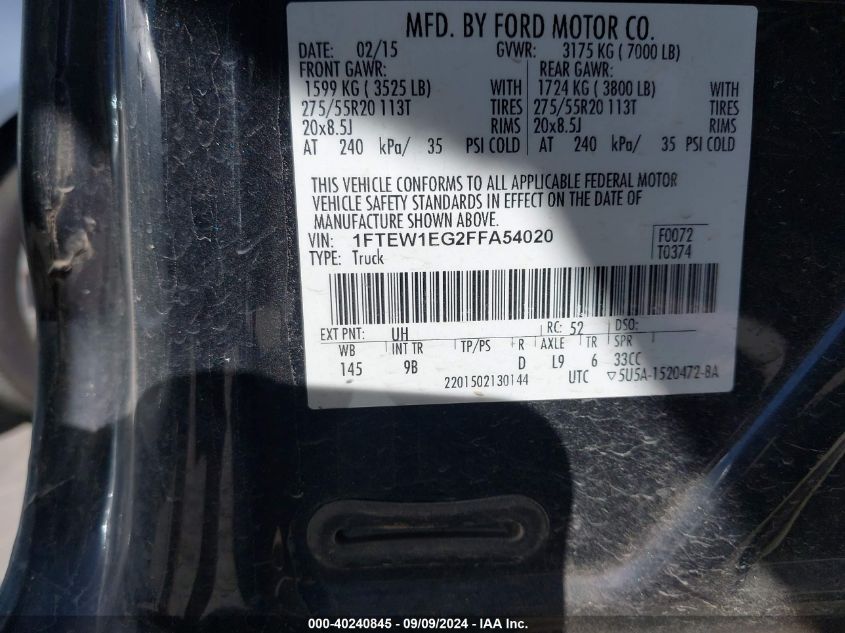 MFD. BY FORD MOTOR CO.
DATE: 02/15 GVWR: 3175 KG ( 7000 LB)
FRONT GAWR: REAR GAWR:
1599 KG ( 3525 LB) WITH 1724 KG ( 3800 LB) WITH
275/55R20 113T TIRES 275/55R20 113T TIRES
20x8.5J RIMS 20x8.5J RIMS
AT 240 kPa/ 35 PSI COLD AT 240 kPa/ 35 PSI COLD
THIS VEHICLE CONFORMS TO ALL APPLICABLE FEDERAL MOTOR
VEHICLE SAFETY STANDARDS IN EFFECT ON THE DATE OF
MANUFACTURE SHOWN ABOVE.
VIN: 1FTEW1EG2FFA54020 F0072
TYPE: Truck T0374
EXT PNT: UH RC: 52 DSO:
WB INT TR TP/PS R AXLE TR SPR
145 9B D L9 6 33CC
2201502130144 UTC ▽5U5A-1520472-BA
000-40240845 - 09/09/2024 - IAA Inc.